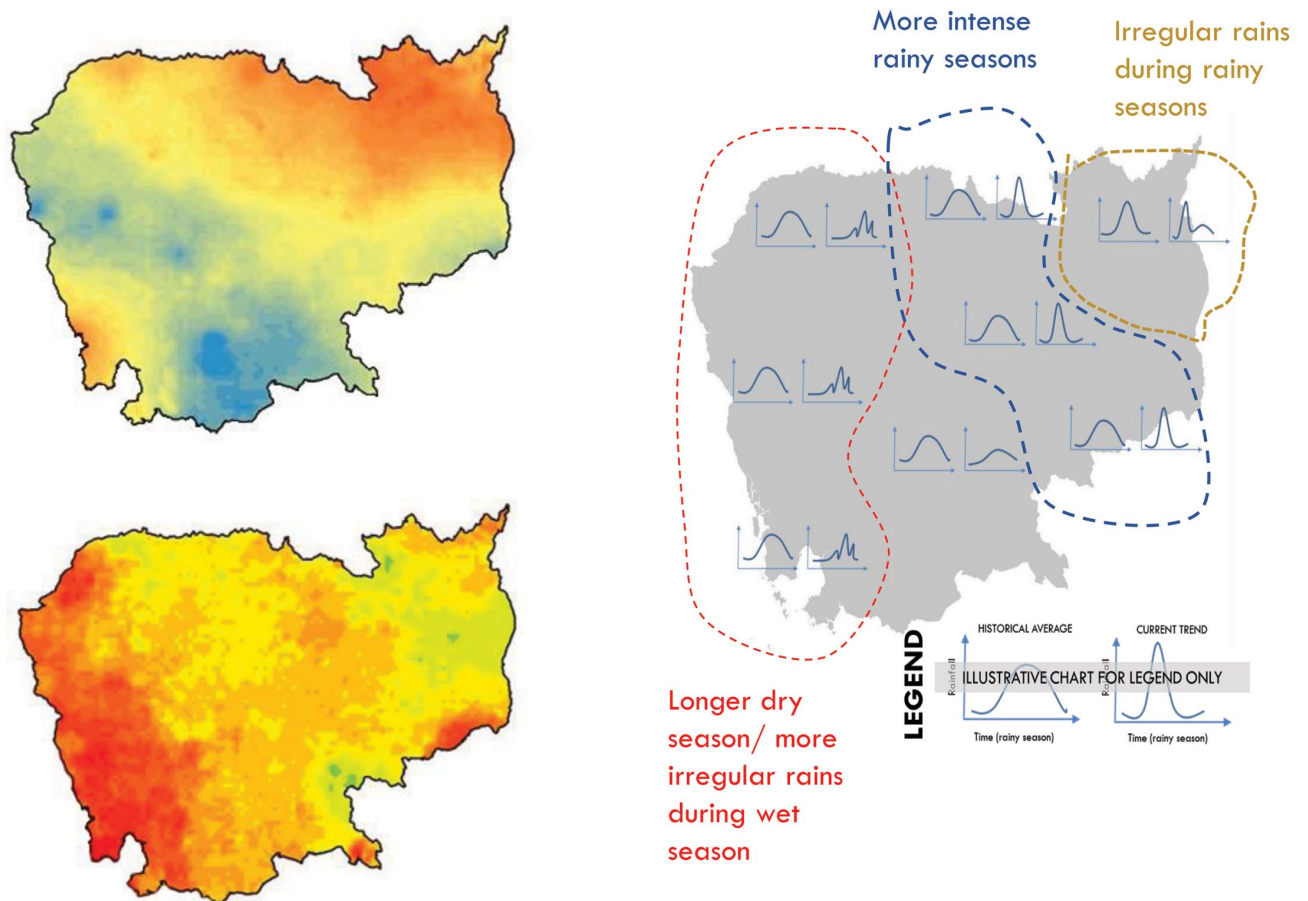 More intense
rainy seasons
Irregular rains
during rainy
seasons
Longer dry
season/ more
irregular rains
during wet
season
LEGEND
HISTORICAL AVERAGE
CURRENT TREND
Rainfall
ILLUSTRATIVE CHART FOR LEGEND ONLY
Time (rainy season)
Time (rainy season)